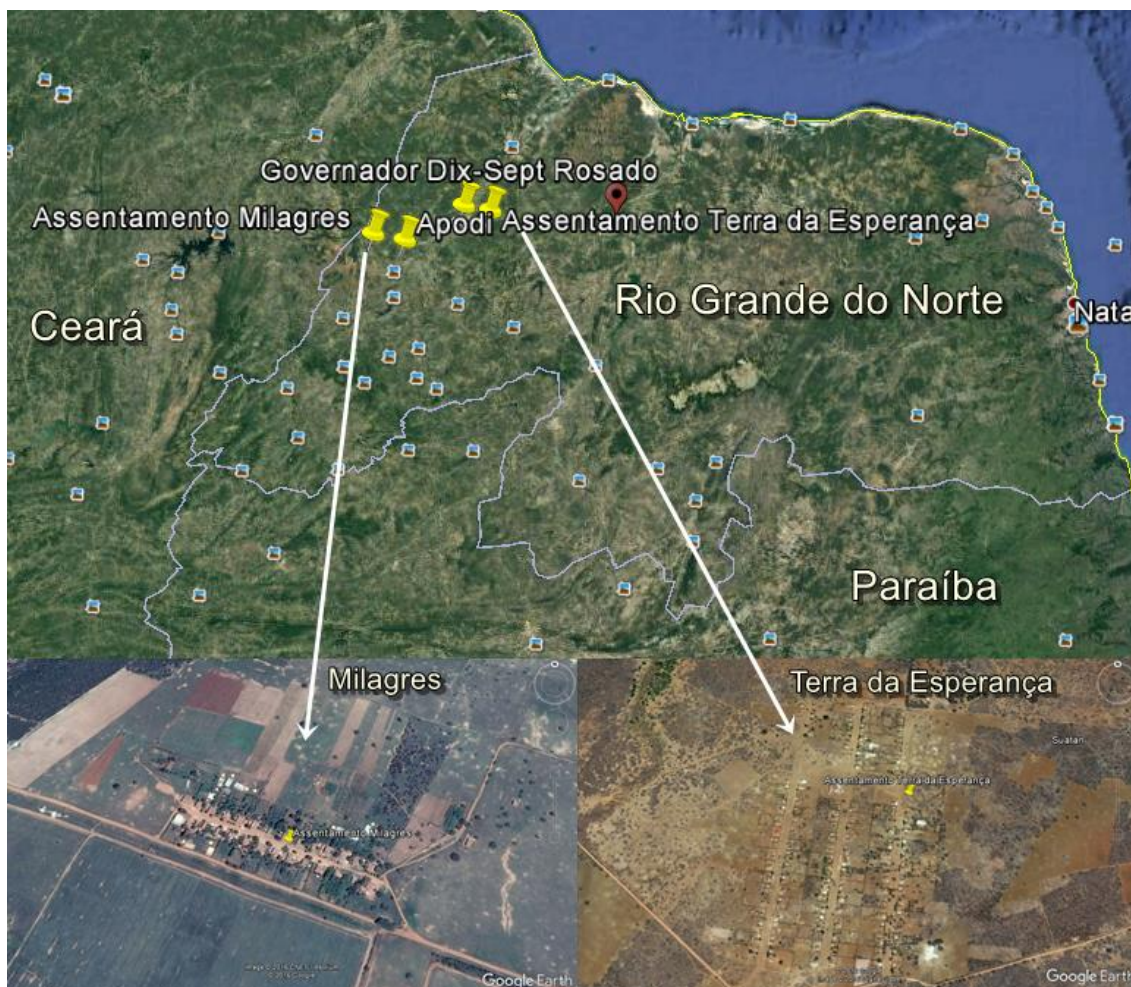 Governador Dix-Sept Rosado
Assentamento Milagres
Apodi
Assentamento Terra da Esperança
Rio Grande do Norte
Ceará
Nata
Paraíba
Milagres
Terra da Esperança
Suatan
Assentamento Terra da Esperança
Assentamento Milagres
Google Earth
Google Earth